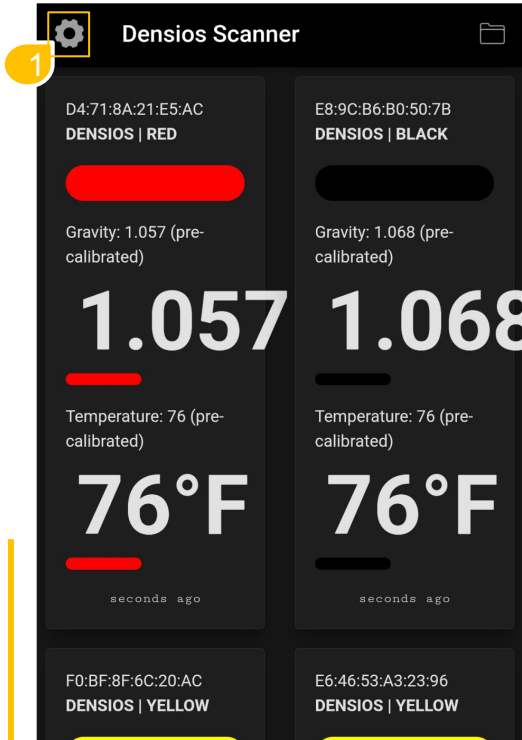 1
Densios Scanner
D4:71:8A:21:E5:AC
DENSIOS | RED
Gravity: 1.057 (pre-
calibrated)
1.057
Temperature: 76 (pre-
calibrated)
76°F
seconds ago
E8:9C:B6:B0:50:7B
DENSIOS | BLACK
Gravity: 1.068 (pre-
calibrated)
1.068
Temperature: 76 (pre-
calibrated)
76°F
seconds ago
F0:BF:8F:6C:20:AC
DENSIOS | YELLOW
E6:46:53:A3:23:96
DENSIOS | YELLOW